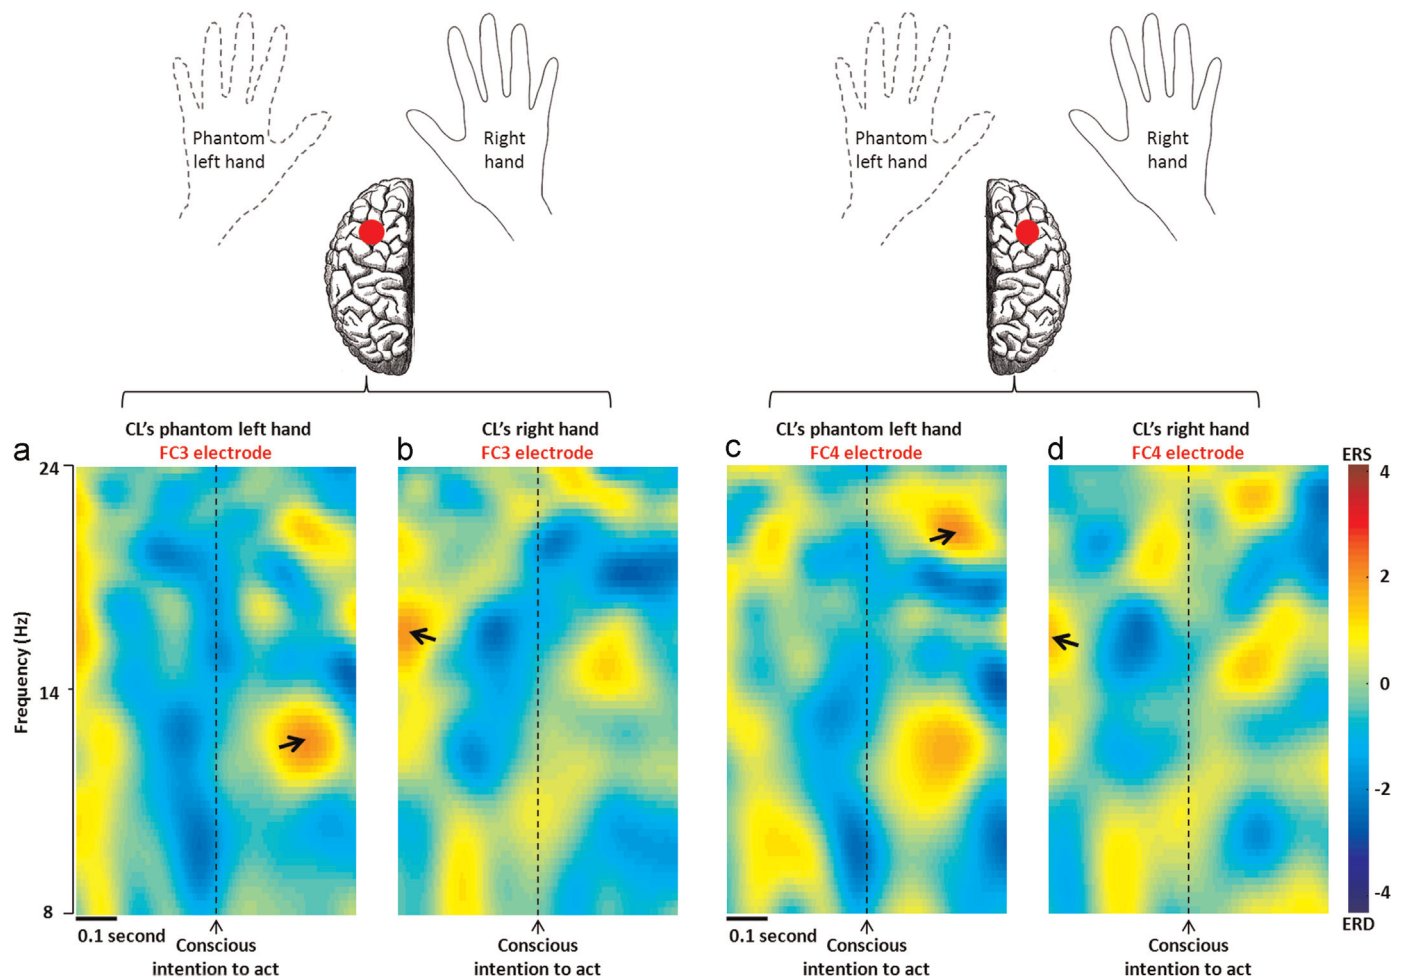 Phantom
left hand
Right
hand
Phantom
left hand
Right
hand
a
CL's phantom left hand
FC3 electrode
b
CL's right hand
FC3 electrode
c
CL's phantom left hand
FC4 electrode
d
CL's right hand
FC4 electrode
ERS
24
14
8
Frequency (Hz)
4
2
0
-2
-4
ERD
0.1 second
Conscious
intention to act
Conscious
intention to act
0.1 second
Conscious
intention to act
Conscious
intention to act